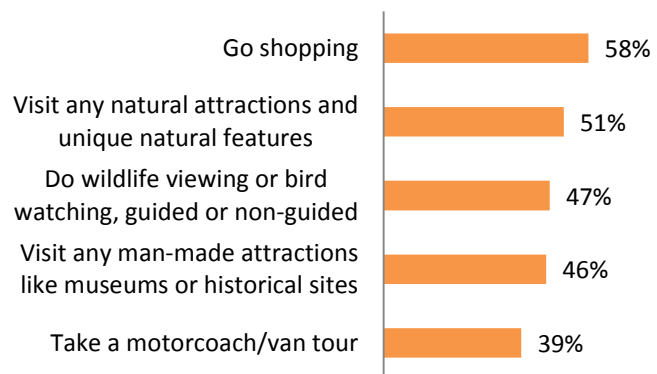 Go shopping
58%
Visit any natural attractions and
unique natural features
51%
Do wildlife viewing or bird
watching, guided or non-guided
47%
Visit any man-made attractions
like museums or historical sites
46%
Take a motorcoach/van tour
39%